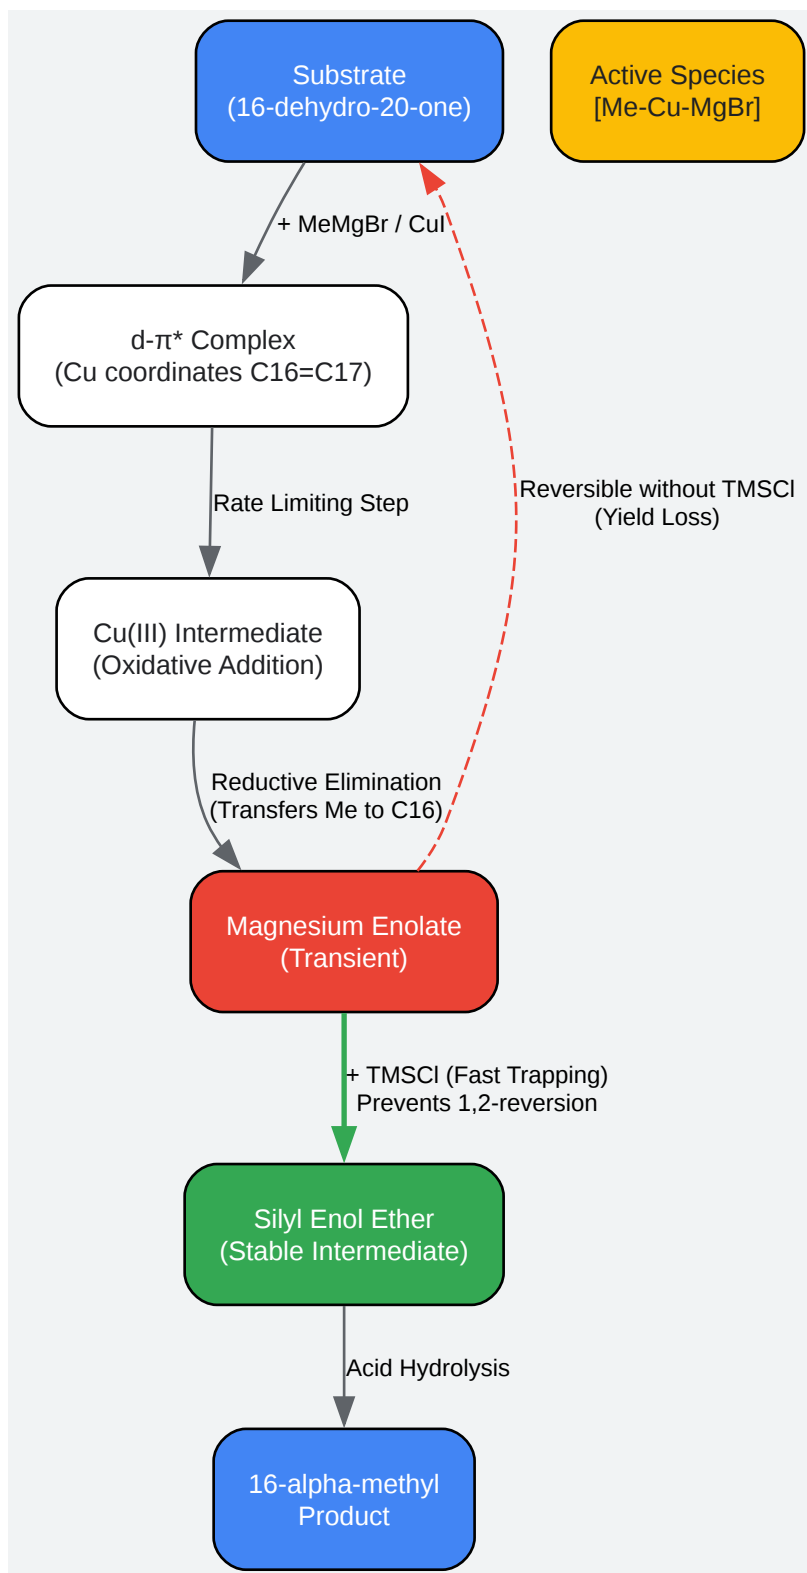 Substrate
(16-dehydro-20-one)
Active Species
[Me-Cu-MgBr]
+ MeMgBr / CuI
d-π* Complex
(Cu coordinates C16=C17)
Rate Limiting Step
Reversible without TMSCl
(Yield Loss)
Cu(III) Intermediate
(Oxidative Addition)
Reductive Elimination
(Transfers Me to C16)
Magnesium Enolate
(Transient)
+ TMSCl (Fast Trapping)
Prevents 1,2-reversion
Silyl Enol Ether
(Stable Intermediate)
Acid Hydrolysis
16-alpha-methyl
Product